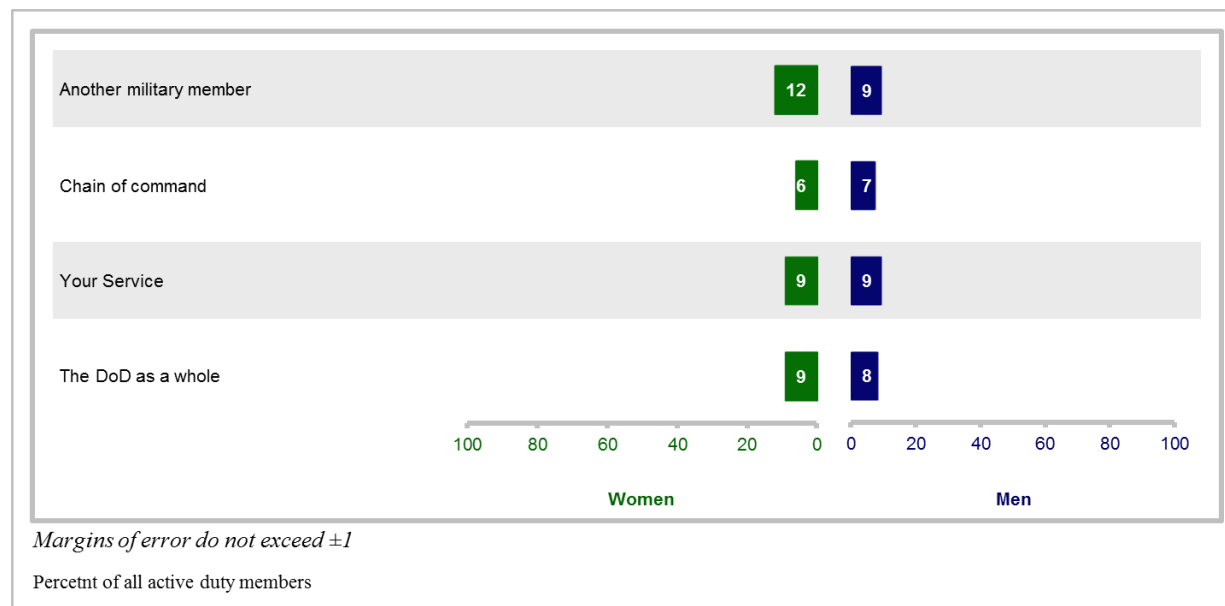 Another military member 12 9
Chain of command 6 7
Your Service 9 9
The DoD as a whole 9 8
100 80 60 40 20 0 0 20 40 60 80 100
Women Men
Margins of error do not exceed ±1
Percetnt of all active duty members